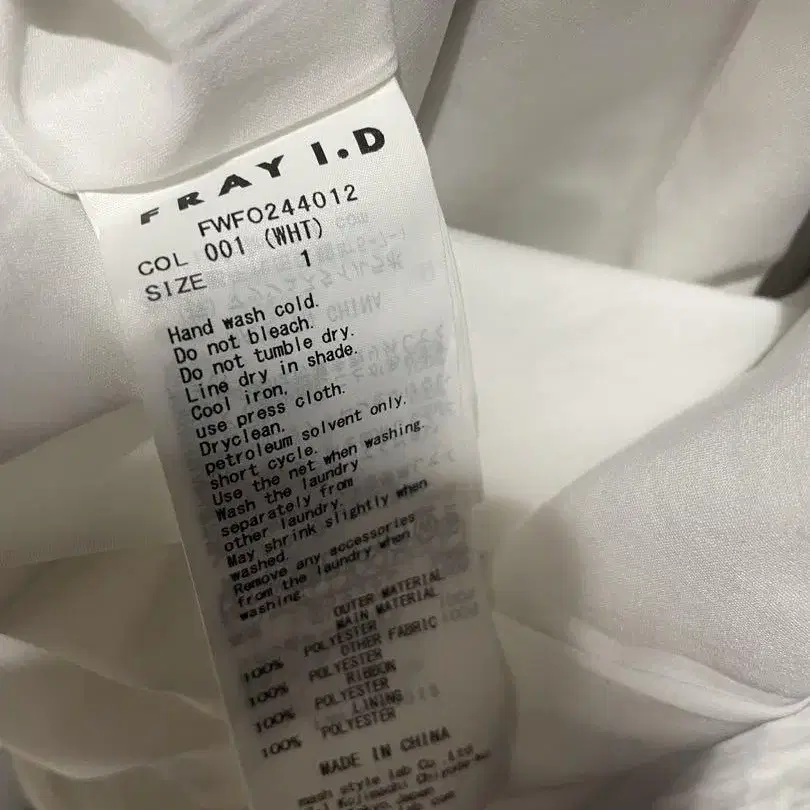 FRAY I.D
FWFO244012
COL 001 (WHT)
SIZE 1
Hand wash cold.
Do not bleach.
Do not tumble dry.
Line dry in shade.
Cool iron,
use press cloth.
Dryclean.
petroleum solvent only.
short cycle.
Use the net when washing.
Wash the laundry
separately from
other laundry.
May shrink slightly when
washed.
Remove any accessories
from the laundry when
washing.
OUTER MATERIAL
MAIN MATERIAL
100% POLYESTER
OTHER FABRIC
100% POLYESTER
RIBBON
100% POLYESTER
LINING
100% POLYESTER
MADE IN CHINA
mash style lab Co.,Ltd.
Kojimachi
Japan